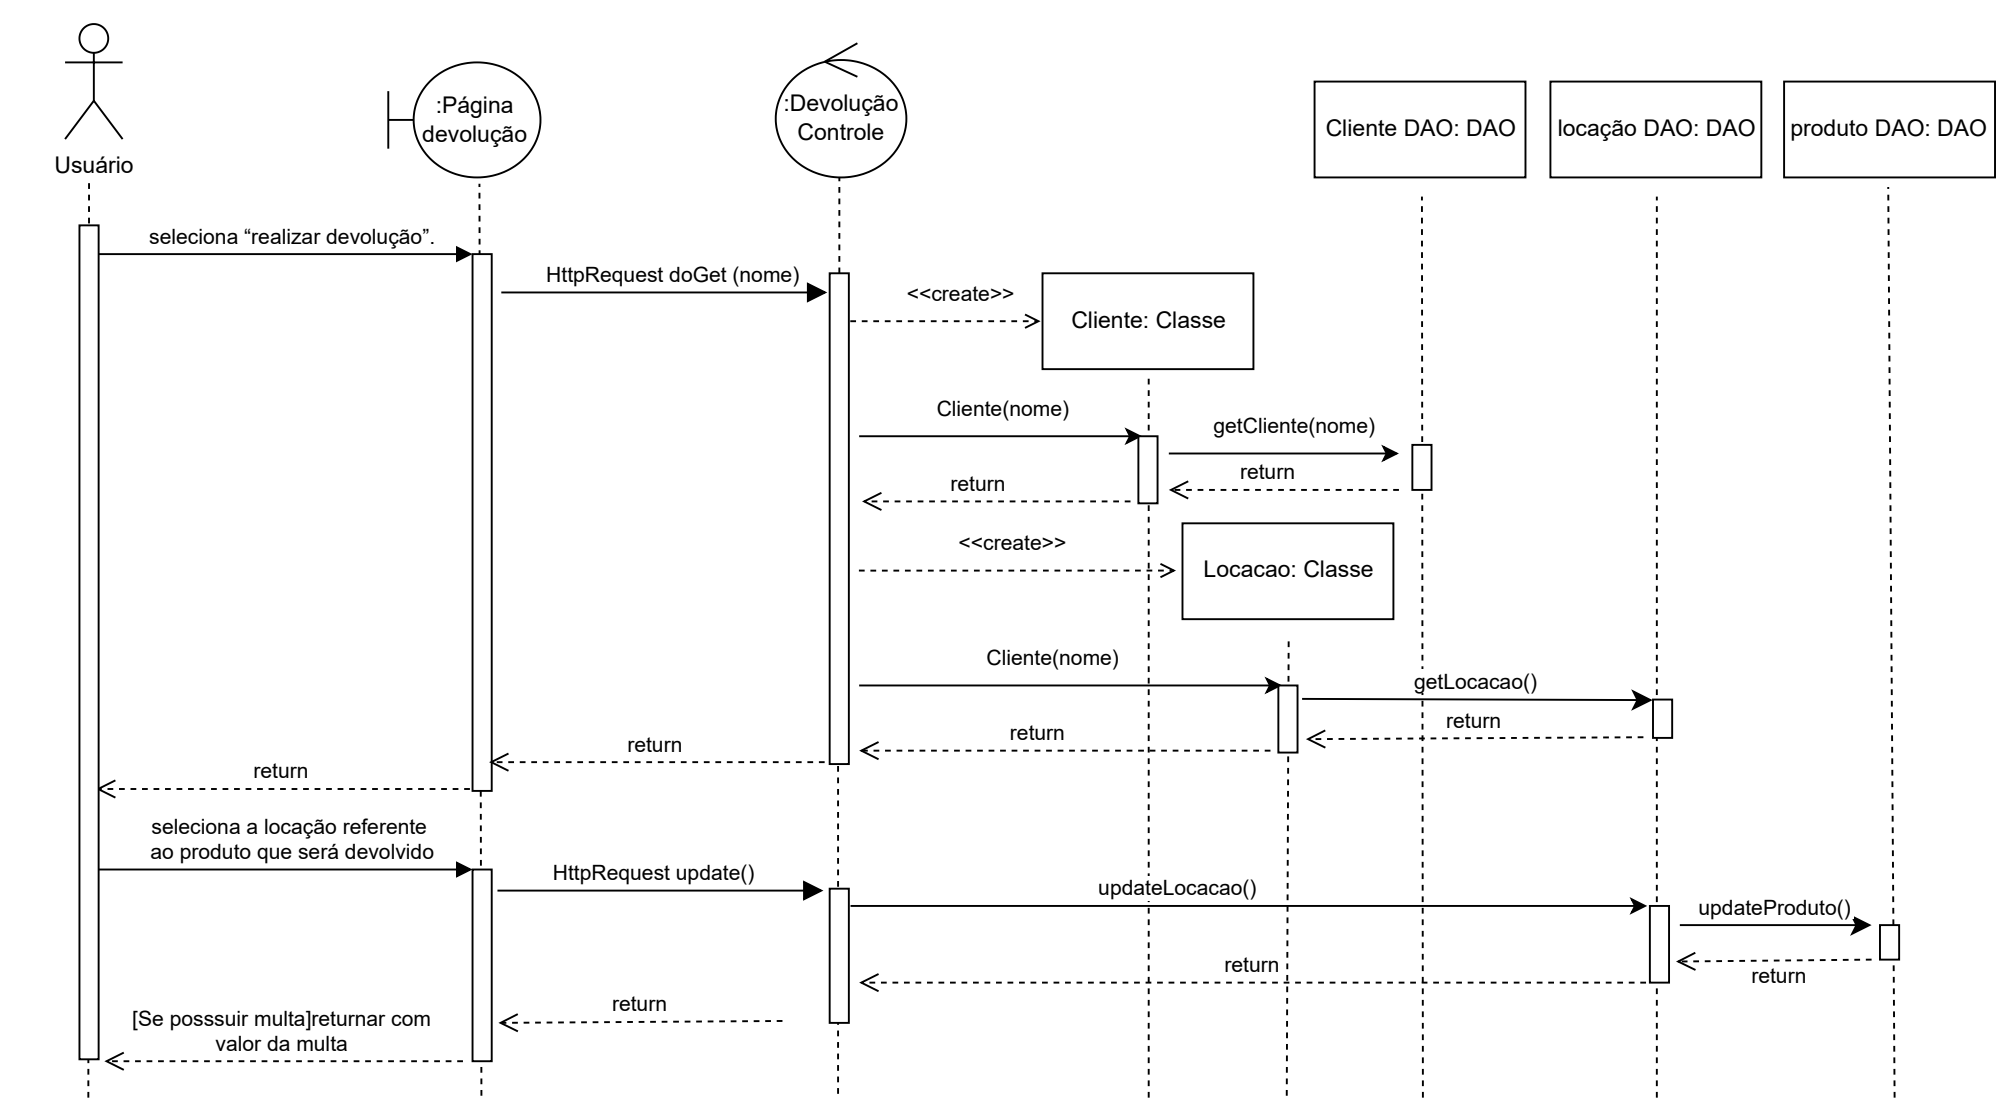 Usuário
:Página
devolução
:Devolução
Controle
Cliente DAO: DAO
locação DAO: DAO
produto DAO: DAO
seleciona “realizar devolução”.
HttpRequest doGet (nome)
<<create>>
Cliente: Classe
Cliente(nome)
getCliente(nome)
return
return
<<create>>
Locacao: Classe
Cliente(nome)
getLocacao()
return
return
return
return
seleciona a locação referente
ao produto que será devolvido
HttpRequest update()
updateLocacao()
updateProduto()
return
return
return
[Se posssuir multa]returnar com
valor da multa